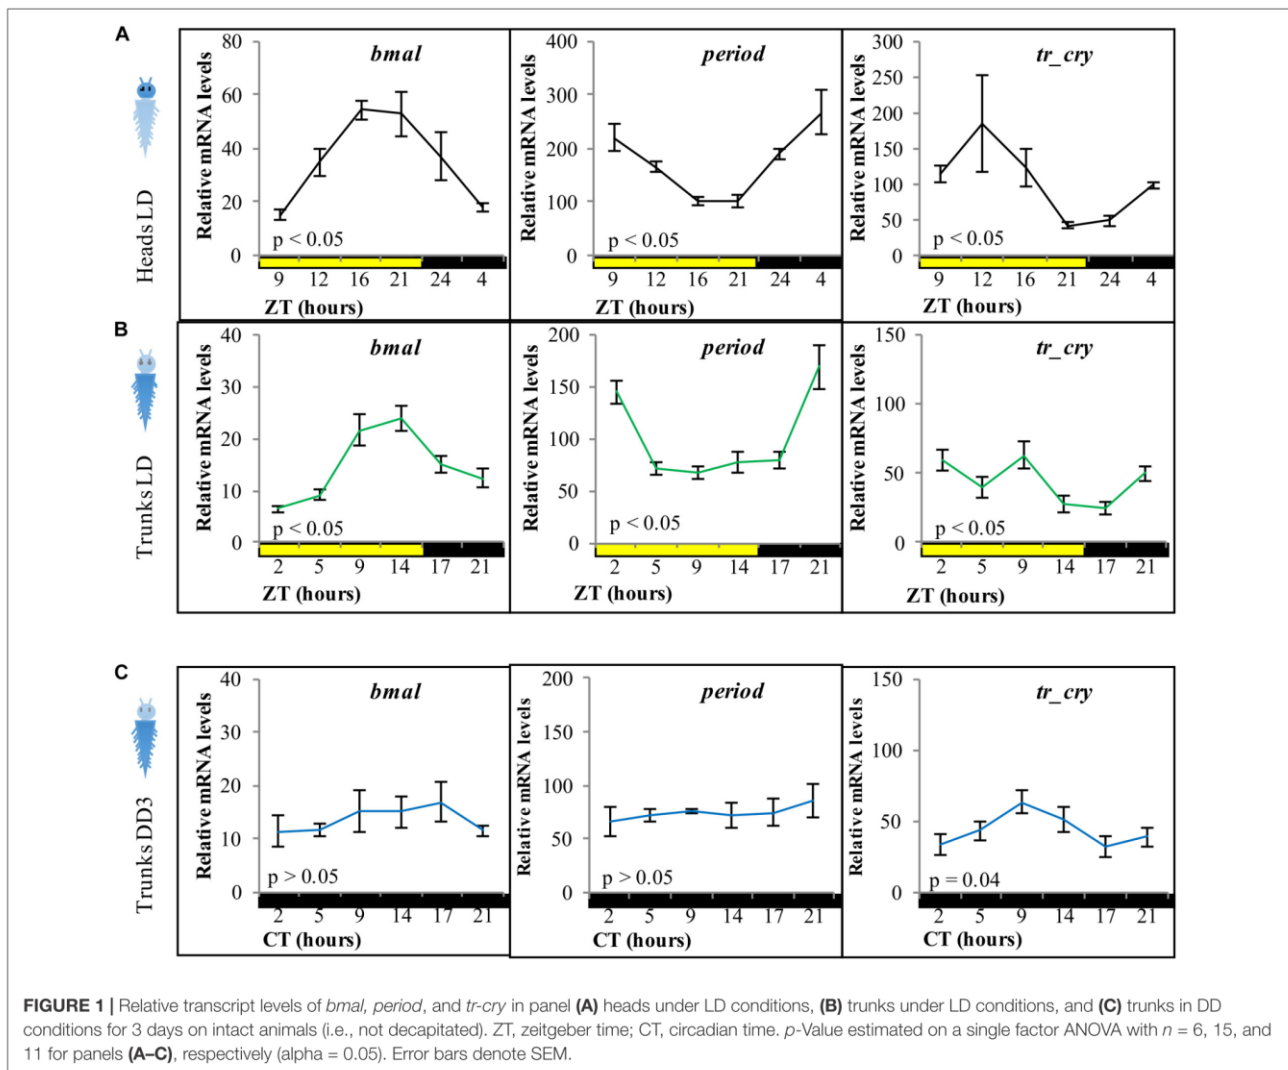 A
Heads LD
bmal
Relative mRNA levels
80
60
40
20
0
p < 0.05
9 12 16 21 24 4
ZT (hours)
period
Relative mRNA levels
400
300
200
100
0
p < 0.05
9 12 16 21 24 4
ZT (hours)
tr_cry
Relative mRNA levels
300
250
200
150
100
50
0
p < 0.05
9 12 16 21 24 4
ZT (hours)
B
Trunks LD
bmal
Relative mRNA levels
40
30
20
10
0
p < 0.05
2 5 9 14 17 21
ZT (hours)
period
Relative mRNA levels
200
150
100
50
0
p < 0.05
2 5 9 14 17 21
ZT (hours)
tr_cry
Relative mRNA levels
150
100
50
0
p < 0.05
2 5 9 14 17 21
ZT (hours)
C
Trunks DD3
bmal
Relative mRNA levels
40
30
20
10
0
p > 0.05
2 5 9 14 17 21
CT (hours)
period
Relative mRNA levels
200
150
100
50
0
p > 0.05
2 5 9 14 17 21
CT (hours)
tr_cry
Relative mRNA levels
150
100
50
0
p = 0.04
2 5 9 14 17 21
CT (hours)
FIGURE 1 | Relative transcript levels of bmal, period, and tr-cry in panel (A) heads under LD conditions, (B) trunks under LD conditions, and (C) trunks in DD
conditions for 3 days on intact animals (i.e., not decapitated). ZT, zeitgeber time; CT, circadian time. p-Value estimated on a single factor ANOVA with n = 6, 15, and
11 for panels (A–C), respectively (alpha = 0.05). Error bars denote SEM.